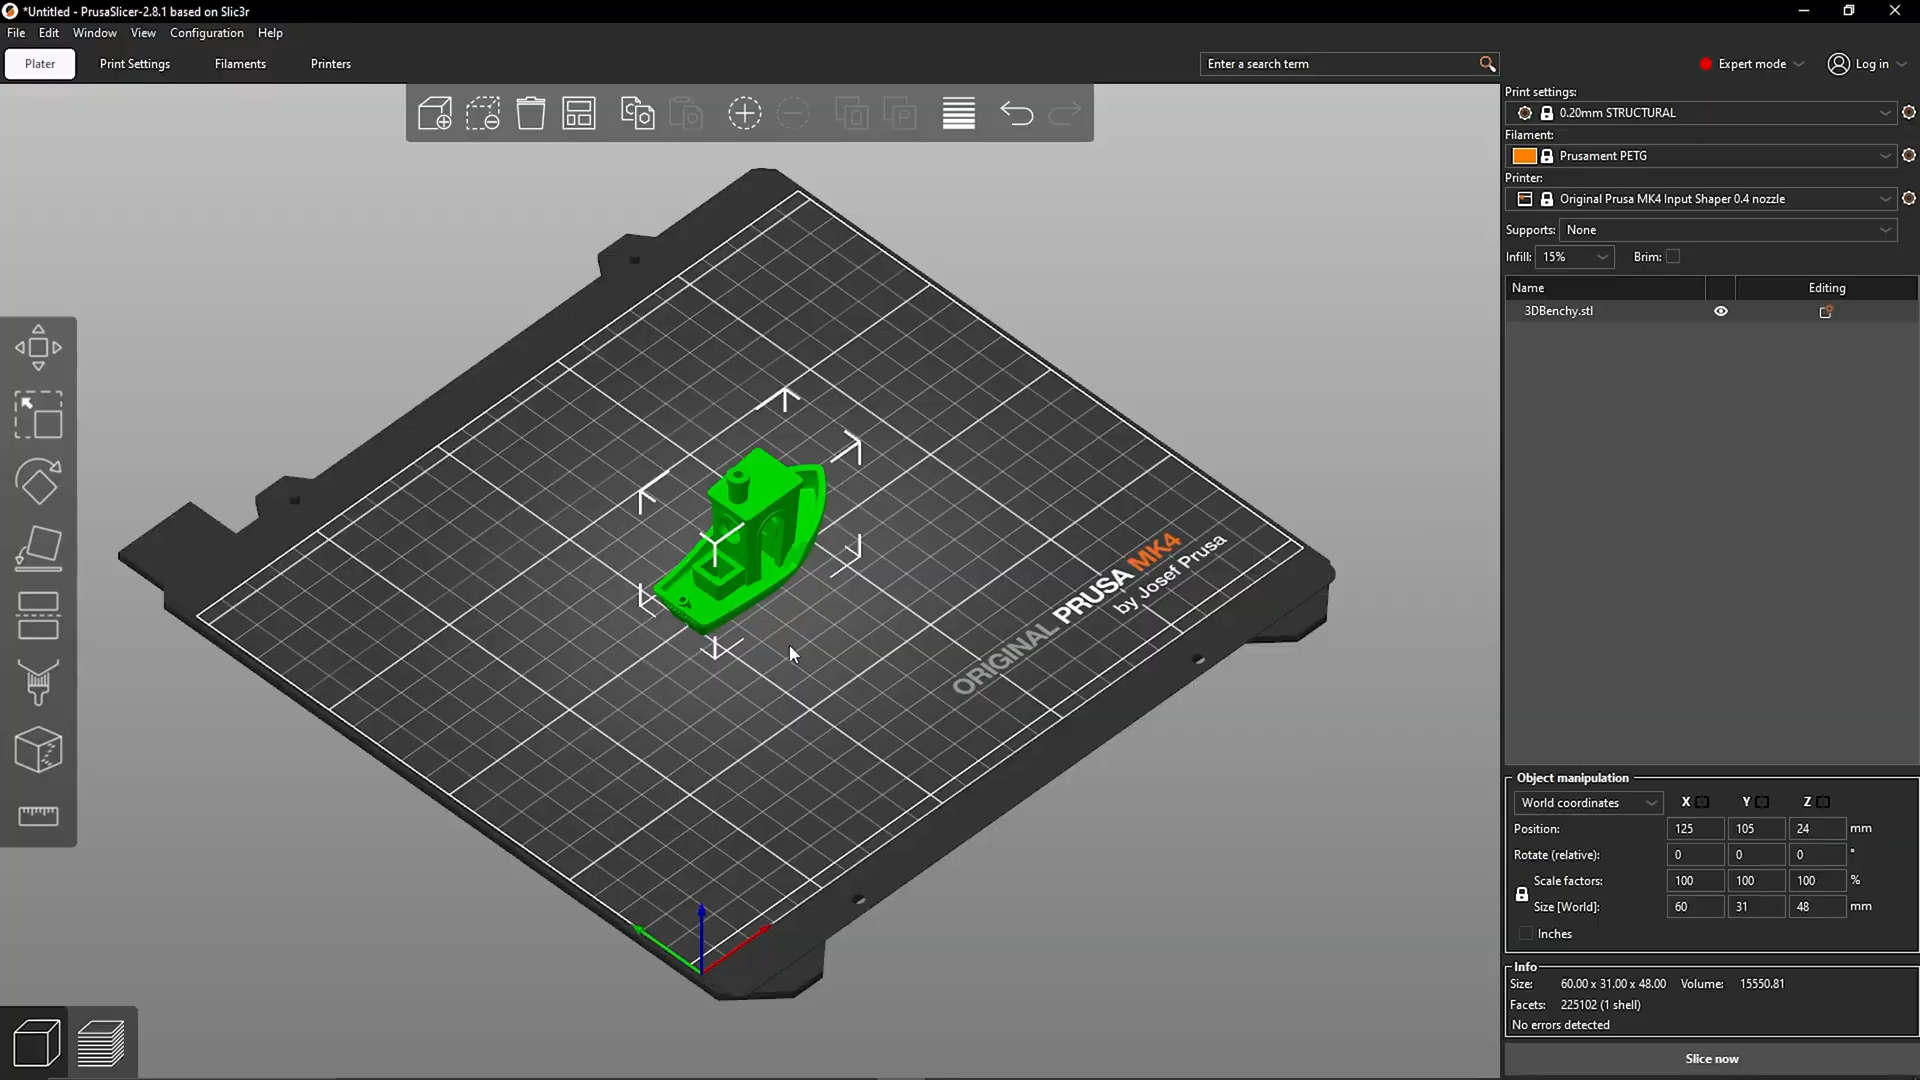 *Untitled - PrusaSlicer-2.8.1 based on Slic3r
File Edit Window View Configuration Help
Plater Print Settings Filaments Printers Enter a search term Expert mode Log in
Print settings:
0.20mm STRUCTURAL
Filament:
Prusament PETG
Printer:
Original Prusa MK4 Input Shaper 0.4 nozzle
Supports: None
Infill: 15% Brim:
Name Editing
3DBenchy.stl
ORIGINAL PRUSA MK4
by Josef Prusa
Object manipulation
World coordinates X Y Z
Position: 125 105 24 mm
Rotate (relative): 0 0 0 °
Scale factors: 100 100 100 %
Size [World]: 60 31 48 mm
Inches
Info
Size: 60.00 x 31.00 x 48.00 Volume: 15550.81
Facets: 225102 (1 shell)
No errors detected
Slice now